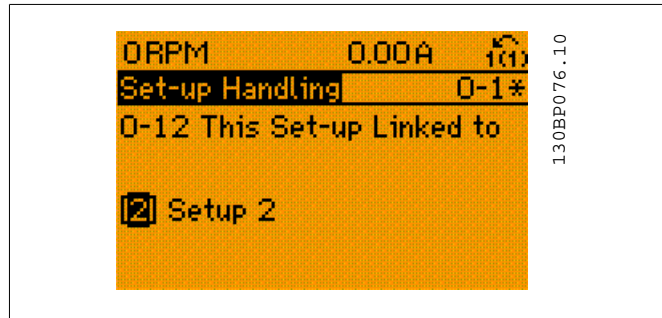 0RPM 0.00A 1(1)
Set-up Handling 0-1*
0-12 This Set-up Linked to
[2] Setup 2
130BP076.10